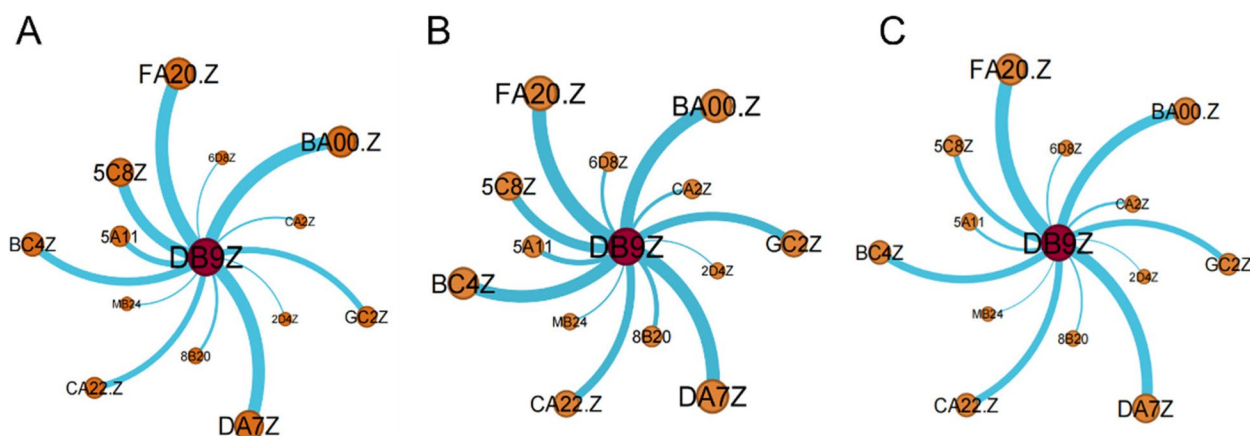 A
FA20.Z
BA00.Z
6D8Z
5C8Z
CA2Z
5A11
BC4Z
DB9Z
MB24
2D4Z
GC2Z
8B20
CA22.Z
DA7Z
B
FA20.Z
BA00.Z
6D8Z
5C8Z
CA2Z
5A11
DB9Z
GC2Z
BC4Z
2D4Z
MB24
8B20
CA22.Z
DA7Z
C
FA20.Z
BA00.Z
5C8Z
6D8Z
CA2Z
5A11
DB9Z
BC4Z
GC2Z
2D4Z
MB24
8B20
CA22.Z
DA7Z